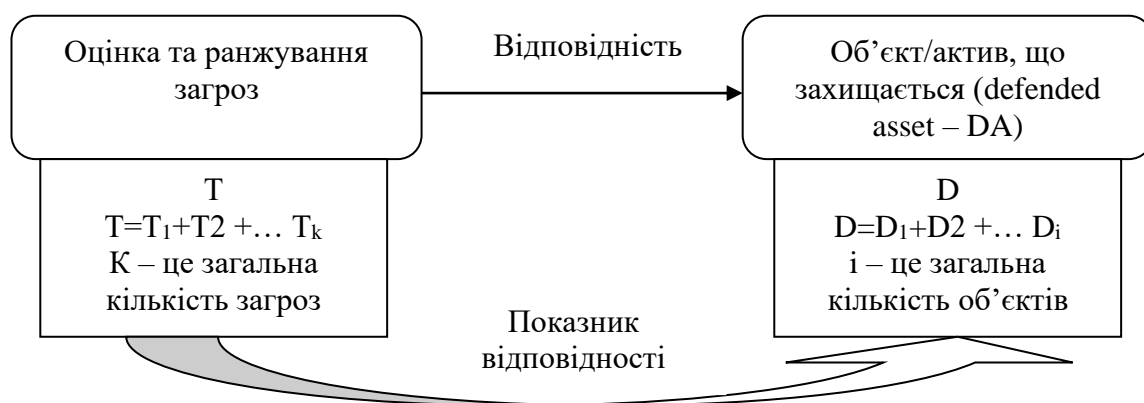 Оцінка та ранжування
загроз
Відповідність
Об’єкт/актив, що
захищається (defended
asset – DA)
T
T=T₁+T2 +… Tₖ
К – це загальна
кількість загроз
D
D=D₁+D2 +… Dᵢ
і – це загальна
кількість об’єктів
Показник
відповідності